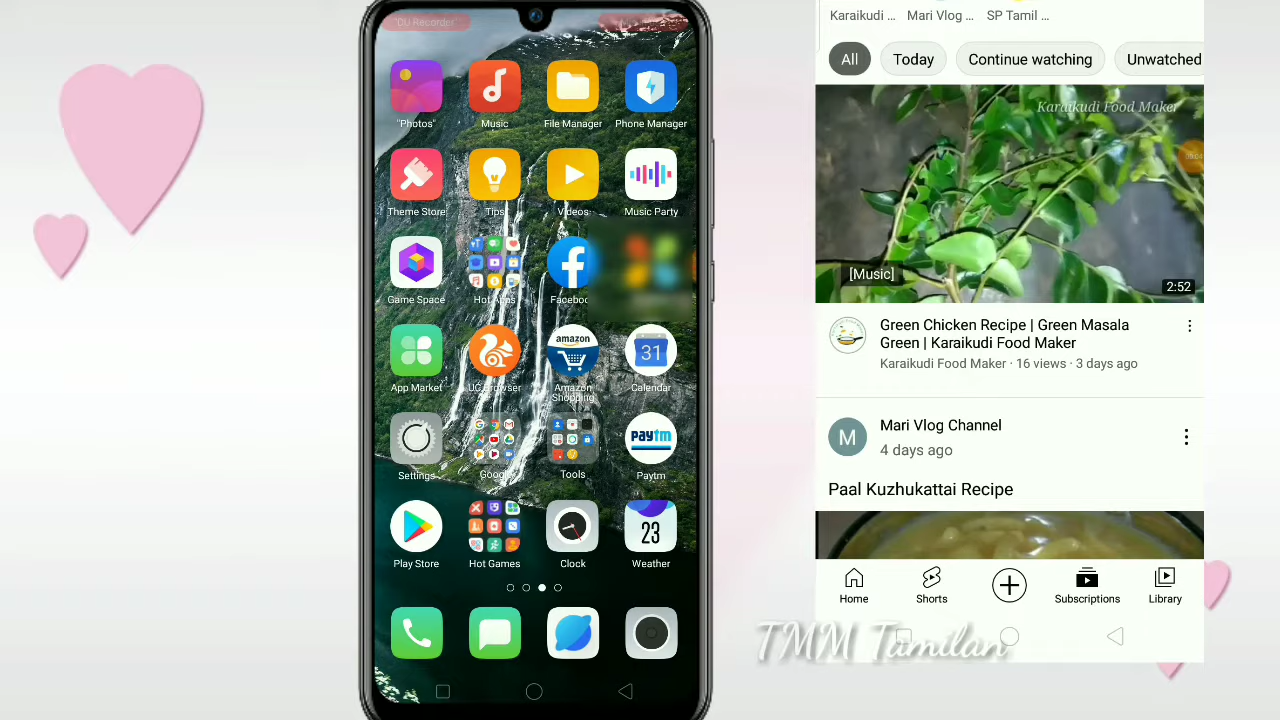 "DU Recorder"
"Photos"
Music
File Manager
Phone Manager
Theme Store
Tips
Videos
Music Party
Game Space
Hot Apps
Faceboo
App Market
UC Browser
amazon
Amazon
Shopping
31
Calendar
Settings
Google
Tools
paytm
Paytm
Play Store
Hot Games
Clock
23
Weather
Karaikudi ...
Mari Vlog ...
SP Tamil ...
All
Today
Continue watching
Unwatched
Karaikudi Food Maker
[Music]
2:52
Green Chicken Recipe | Green Masala
Green | Karaikudi Food Maker
Karaikudi Food Maker · 16 views · 3 days ago
M
Mari Vlog Channel
4 days ago
Paal Kuzhukattai Recipe
Home
Shorts
Subscriptions
Library
TMM Tamilan